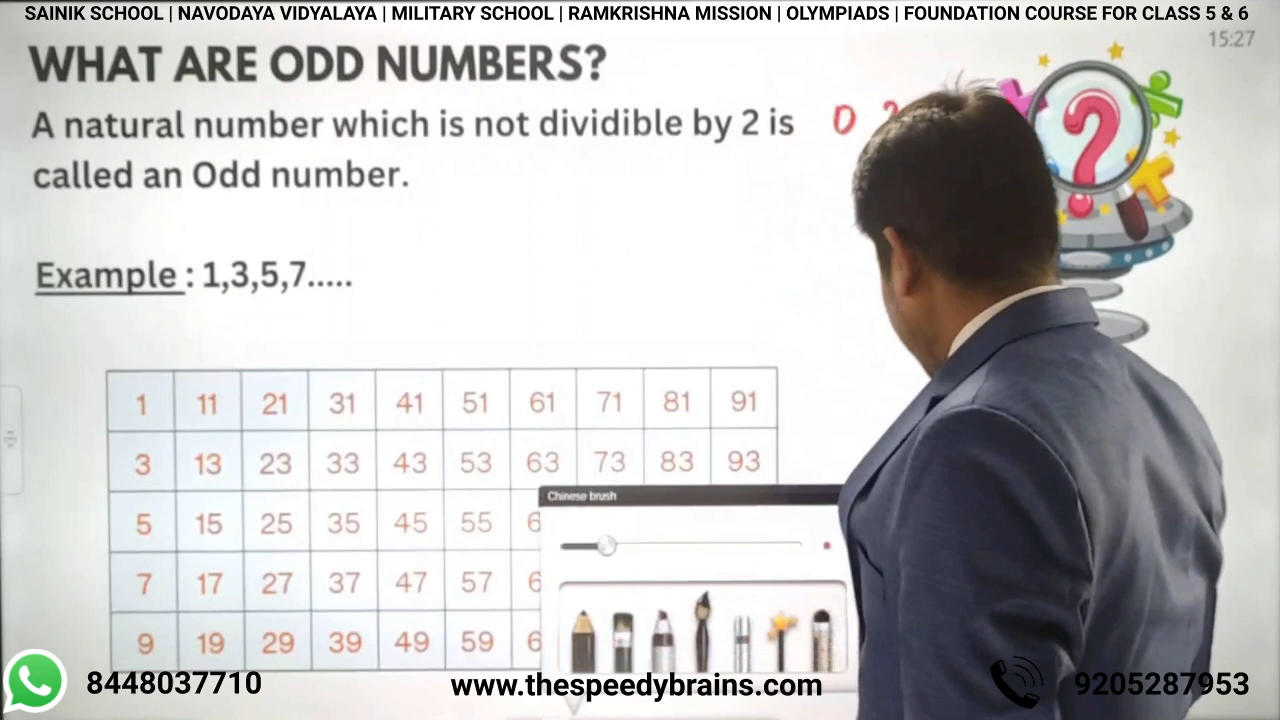 SAINIK SCHOOL | NAVODAYA VIDYALAYA | MILITARY SCHOOL | RAMKRISHNA MISSION | OLYMPIADS | FOUNDATION COURSE FOR CLASS 5 & 6
15:27
WHAT ARE ODD NUMBERS?
A natural number which is not dividible by 2 is
called an Odd number.
0
?
Example : 1,3,5,7.....
1 11 21 31 41 51 61 71 81 91
3 13 23 33 43 53 63 73 83 93
Chinese brush
5 15 25 35 45 55 6
7 17 27 37 47 57 6
9 19 29 39 49 59 6
8448037710
www.thespeedybrains.com
9205287953